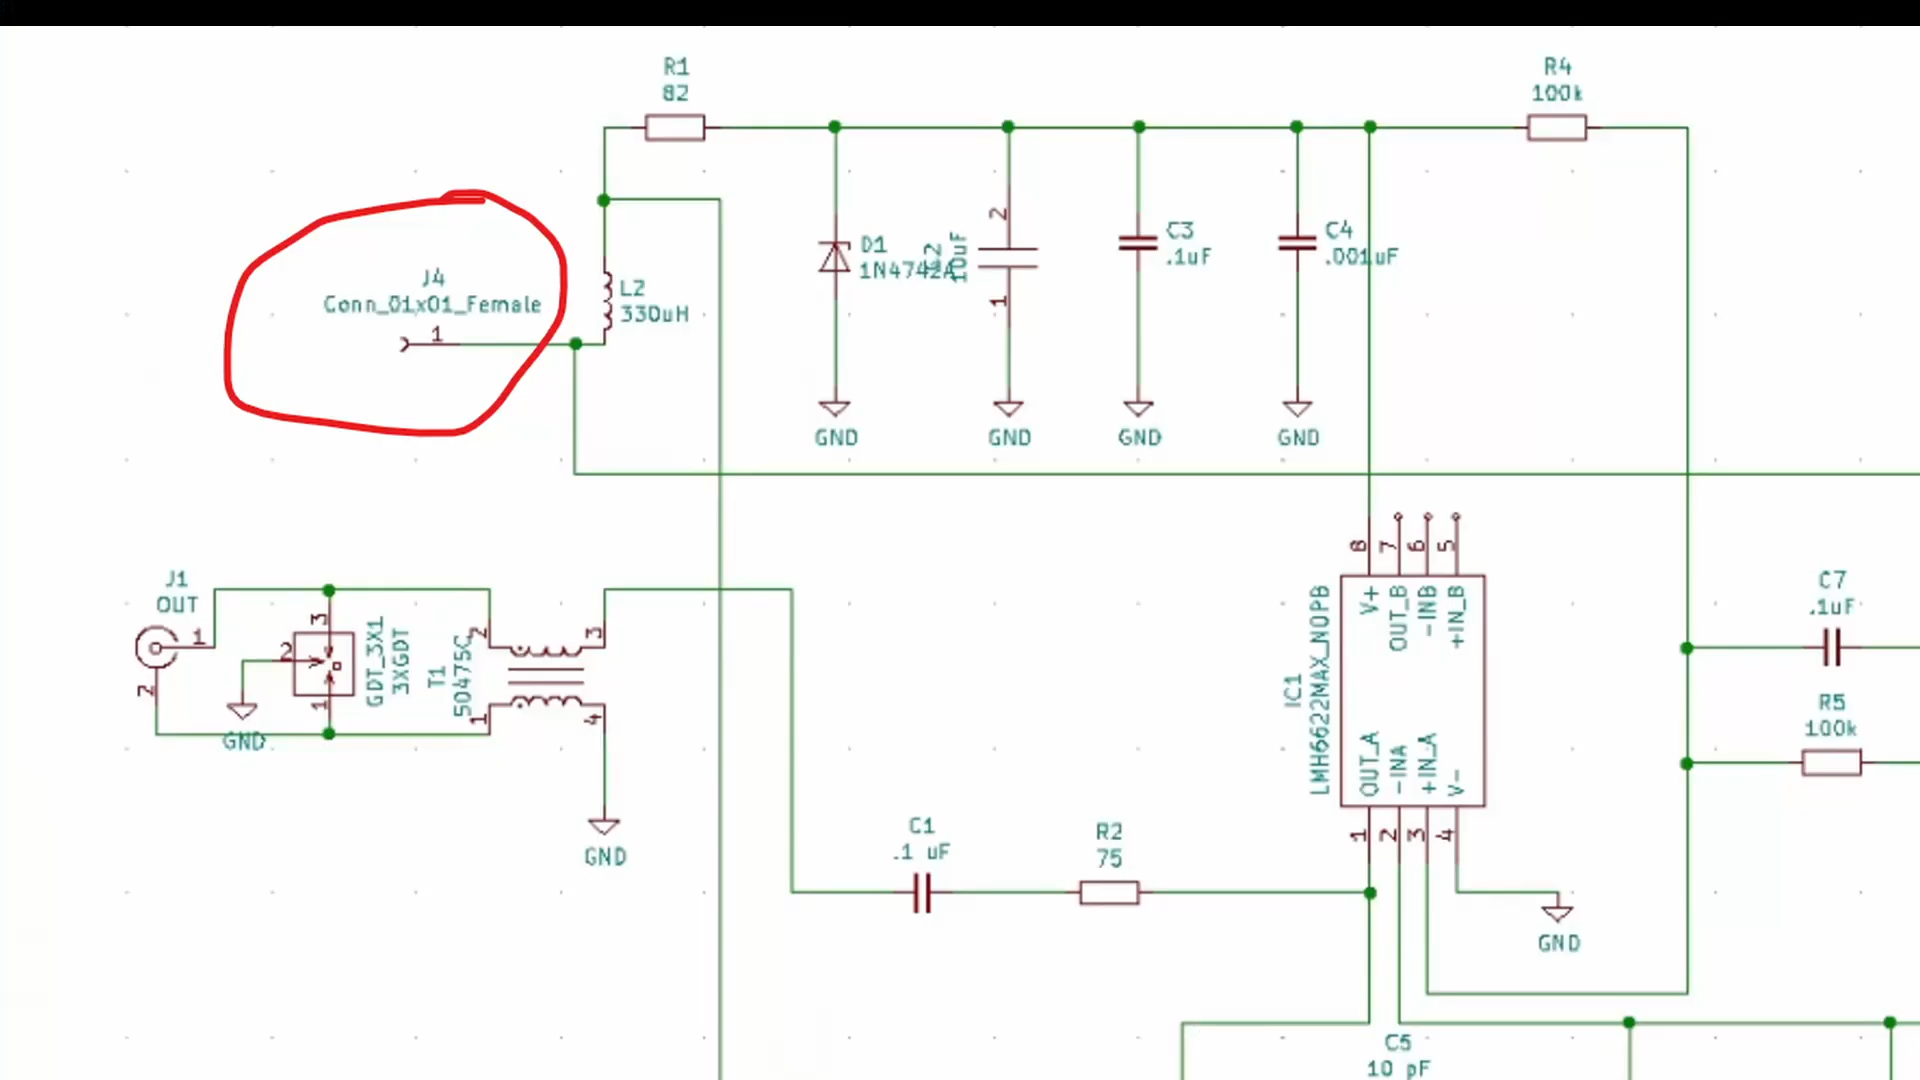 R1
82
R4
100k
J4
Conn_01x01_Female
1
L2
330uH
D1
1N4742A
2
10uF
1
C3
.1uF
C4
.001uF
GND
GND
GND
GND
J1
OUT
1
2
3
2
1
GDT_3X1
3XGDT
GND
T1
50475C
2
1
3
4
GND
8
7
6
5
V+
OUT_B
-INB
+IN_B
IC1
LMH6622MAX_NOPB
OUT_A
-INA
+IN_A
V-
1
2
3
4
C7
.1uF
R5
100k
C1
.1 uF
R2
75
GND
C5
10 pF